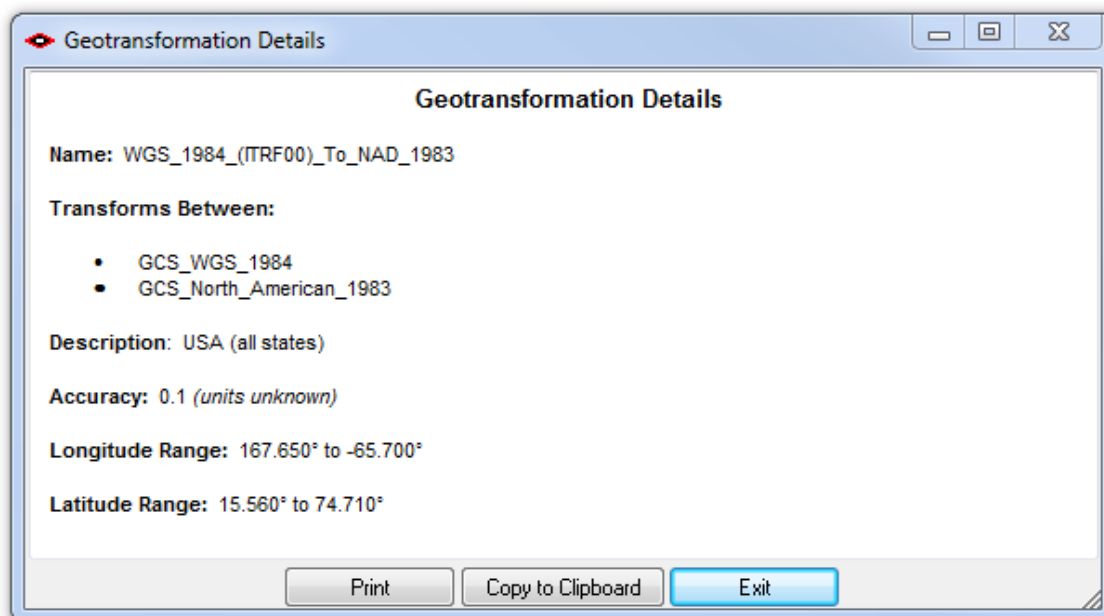 Geotransformation Details
Geotransformation Details
Name: WGS_1984_(ITRF00)_To_NAD_1983
Transforms Between:
• GCS_WGS_1984
• GCS_North_American_1983
Description: USA (all states)
Accuracy: 0.1 (units unknown)
Longitude Range: 167.650° to -65.700°
Latitude Range: 15.560° to 74.710°
Print Copy to Clipboard Exit